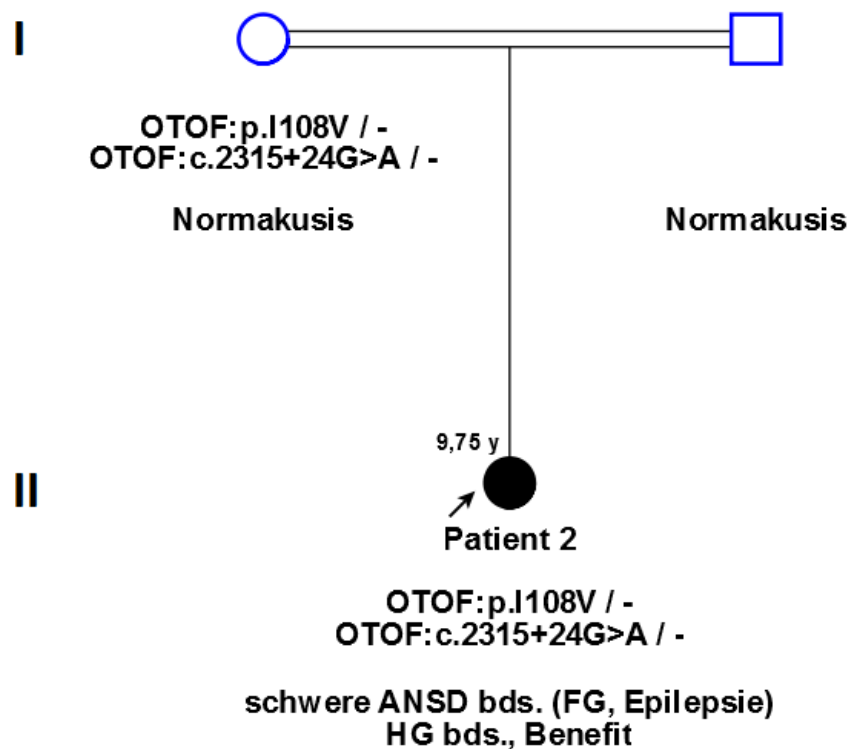 I
OTOF:p.I108V / -
OTOF:c.2315+24G>A / -
Normakusis
Normakusis
9,75 y
II
Patient 2
OTOF:p.I108V / -
OTOF:c.2315+24G>A / -
schwere ANSD bds. (FG, Epilepsie)
HG bds., Benefit